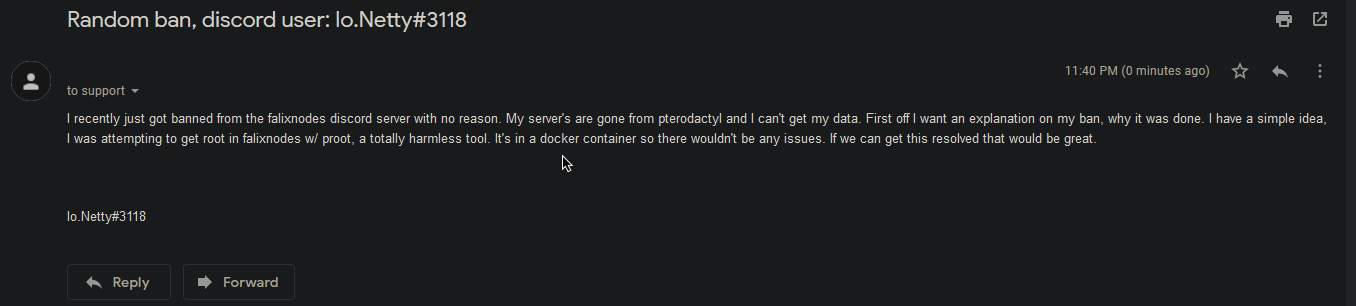 Random ban, discord user: lo.Netty#3118
11:40 PM (0 minutes ago)
to support
I recently just got banned from the falixnodes discord server with no reason. My server's are gone from pterodactyl and I can't get my data. First off I want an explanation on my ban, why it was done. I have a simple idea,
I was attempting to get root in falixnodes w/ proot, a totally harmless tool. It's in a docker container so there wouldn't be any issues. If we can get this resolved that would be great.
lo.Netty#3118
Reply
Forward